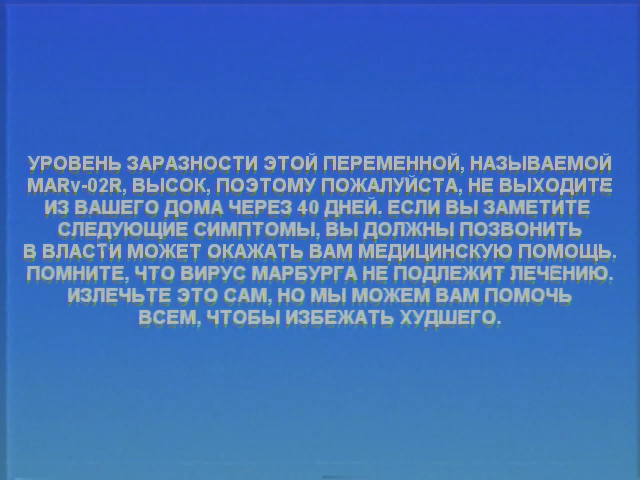 УРОВЕНЬ ЗАРАЗНОСТИ ЭТОЙ ПЕРЕМЕННОЙ, НАЗЫВАЕМОЙ
MARv-02R, ВЫСОК, ПОЭТОМУ ПОЖАЛУЙСТА, НЕ ВЫХОДИТЕ
ИЗ ВАШЕГО ДОМА ЧЕРЕЗ 40 ДНЕЙ. ЕСЛИ ВЫ ЗАМЕТИТЕ
СЛЕДУЮЩИЕ СИМПТОМЫ, ВЫ ДОЛЖНЫ ПОЗВОНИТЬ
В ВЛАСТИ МОЖЕТ ОКАЖАТЬ ВАМ МЕДИЦИНСКУЮ ПОМОЩЬ.
ПОМНИТЕ, ЧТО ВИРУС МАРБУРГА НЕ ПОДЛЕЖИТ ЛЕЧЕНИЮ.
ИЗЛЕЧЬТЕ ЭТО САМ, НО МЫ МОЖЕМ ВАМ ПОМОЧЬ
ВСЕМ, ЧТОБЫ ИЗБЕЖАТЬ ХУДШЕГО.